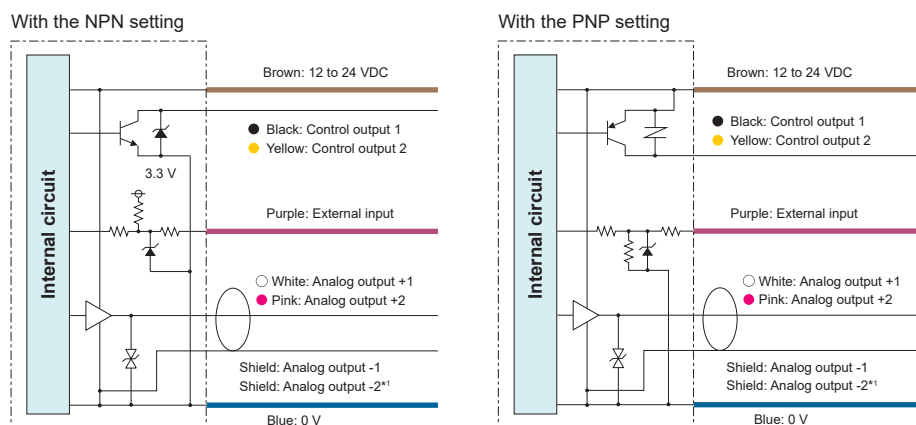 With the NPN setting
Internal circuit
Brown: 12 to 24 VDC
Black: Control output 1
Yellow: Control output 2
3.3 V
Purple: External input
White: Analog output +1
Pink: Analog output +2
Shield: Analog output -1
Shield: Analog output -2*1
Blue: 0 V
With the PNP setting
Internal circuit
Brown: 12 to 24 VDC
Black: Control output 1
Yellow: Control output 2
Purple: External input
White: Analog output +1
Pink: Analog output +2
Shield: Analog output -1
Shield: Analog output -2*1
Blue: 0 V